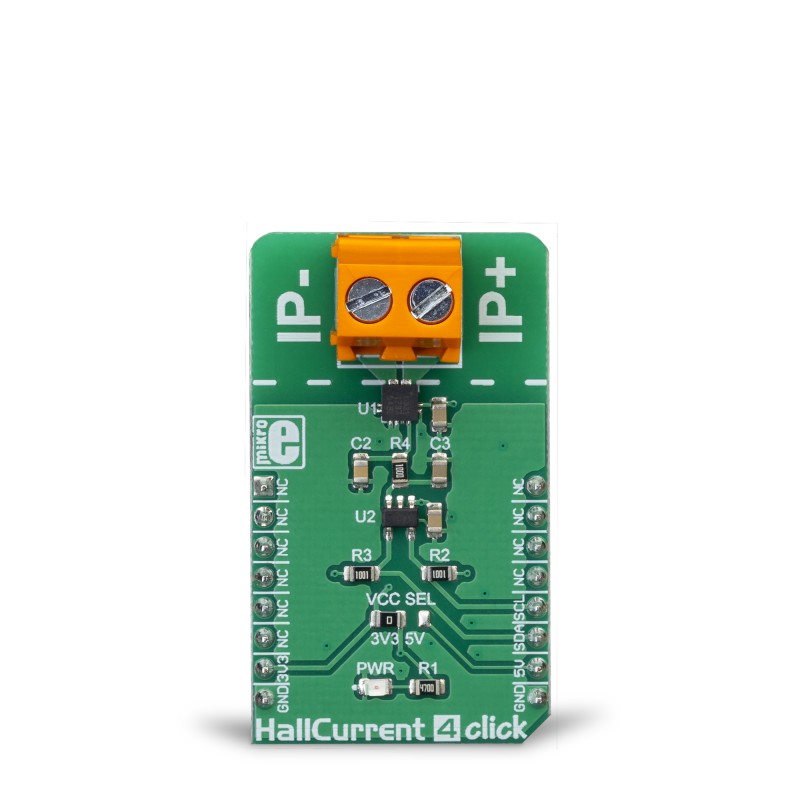 IP-
IP+
U1
mikro
e
C2 R4 C3
1000
U2
R3 R2
1001 1001
VCC SEL
0
3V3 5V
PWR R1
4700
NC
NC
NC
NC
NC
NC
3V3
GND
NC
NC
NC
NC
SCL
SDA
5V
GND
HallCurrent 4 click